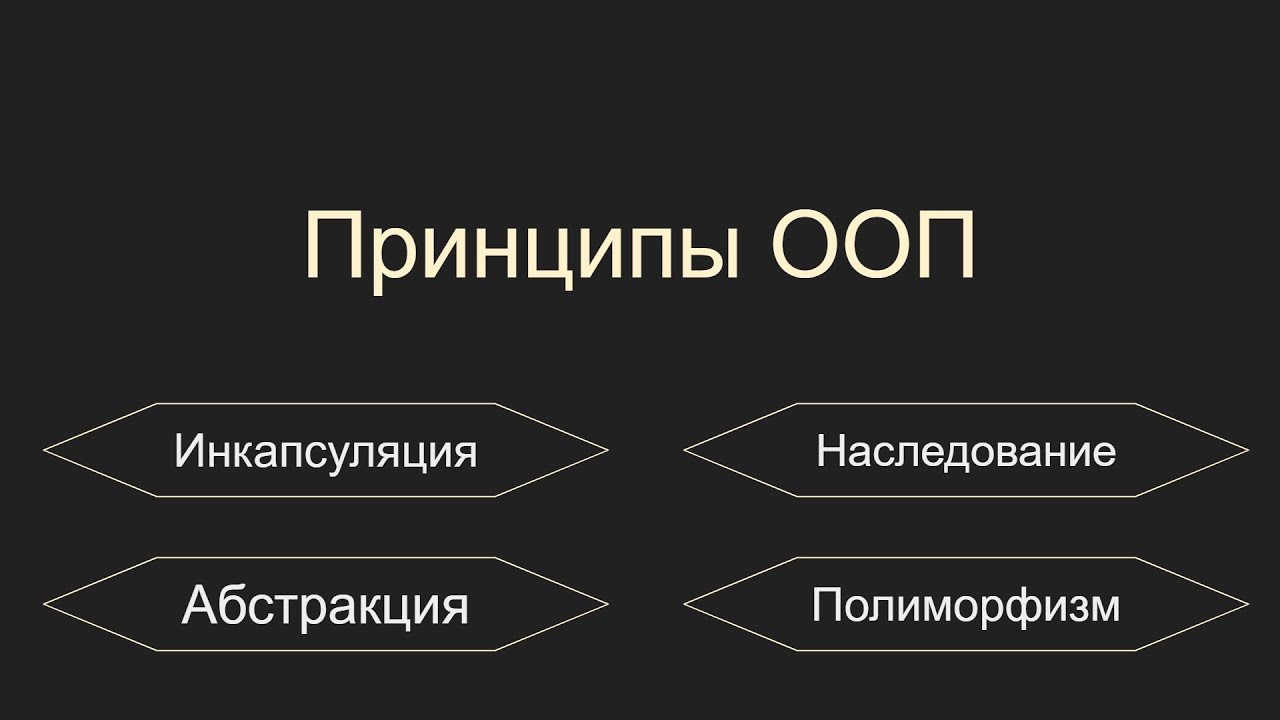 Принципы ООП
Инкапсуляция
Наследование
Абстракция
Полиморфизм